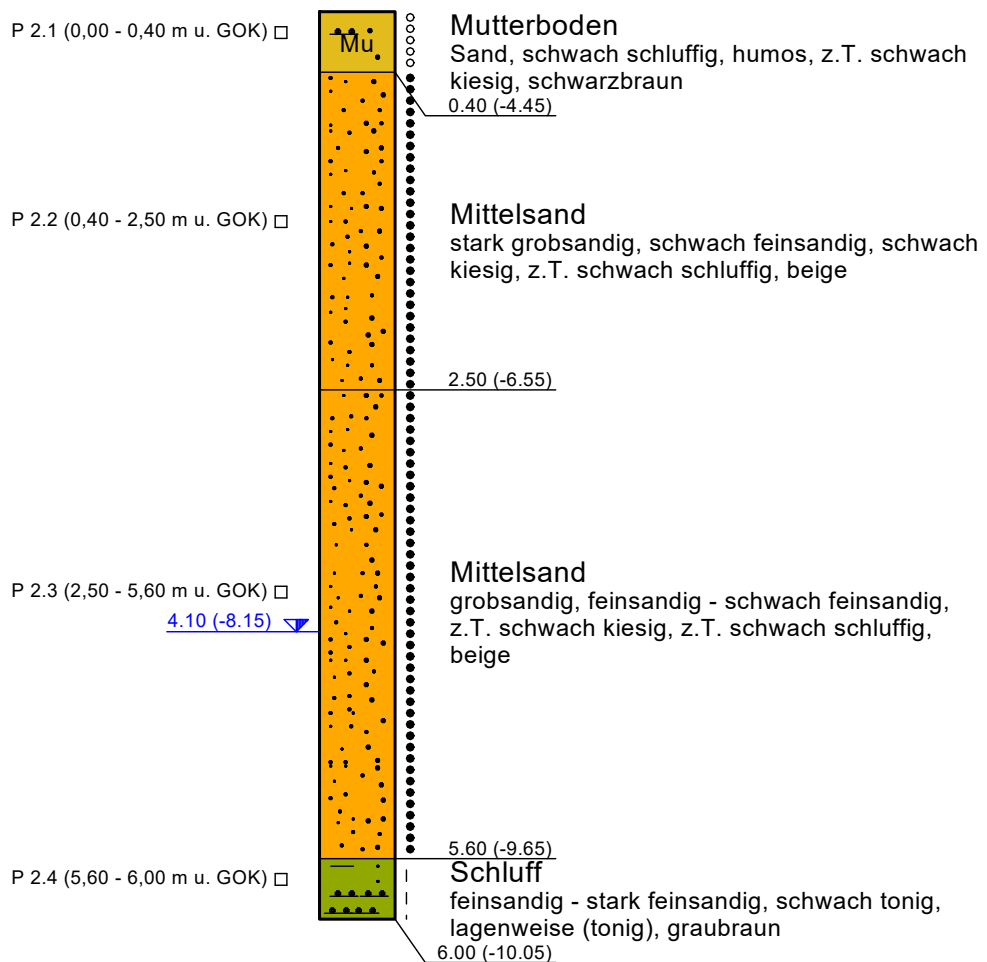 P 2.1 (0,00 - 0,40 m u. GOK)
Mu
Mutterboden
Sand, schwach schluffig, humos, z.T. schwach
kiesig, schwarzbraun
0.40 (-4.45)
P 2.2 (0,40 - 2,50 m u. GOK)
Mittelsand
stark grobsandig, schwach feinsandig, schwach
kiesig, z.T. schwach schluffig, beige
2.50 (-6.55)
P 2.3 (2,50 - 5,60 m u. GOK)
4.10 (-8.15)
Mittelsand
grobsandig, feinsandig - schwach feinsandig,
z.T. schwach kiesig, z.T. schwach schluffig,
beige
5.60 (-9.65)
P 2.4 (5,60 - 6,00 m u. GOK)
Schluff
feinsandig - stark feinsandig, schwach tonig,
lagenweise (tonig), graubraun
6.00 (-10.05)